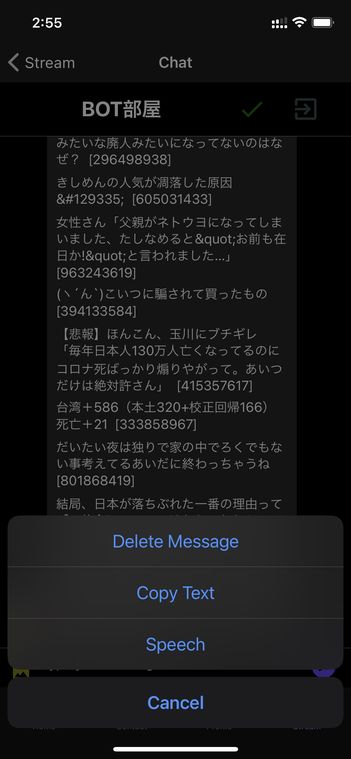 2:55
Stream
Chat
BOT部屋
みたいな廃人みたいになってないのはな
ぜ？ [296498938]
きしめんの人気が凋落した原因
&#129335; [605031433]
女性さん「父親がネトウヨになってしま
いました、たしなめると&quot;お前も在
日か!&quot;と言われました…」
[963243619]
(ヽ´ん`)こいつに騙されて買ったもの
[394133584]
【悲報】ほんこん、玉川にブチギレ
「毎年日本人130万人亡くなってるのに
コロナ死ばっかり煽りやがって。あいつ
だけは絶対許さん」 [415357617]
台湾＋586（本土320+校正回帰166）
死亡＋21 [333858967]
だいたい夜は独りで家の中でろくでもな
い事考えてるあいだに終わっちゃうね
[801868419]
結局、日本が落ちぶれた一番の理由って
Delete Message
Copy Text
Speech
Cancel